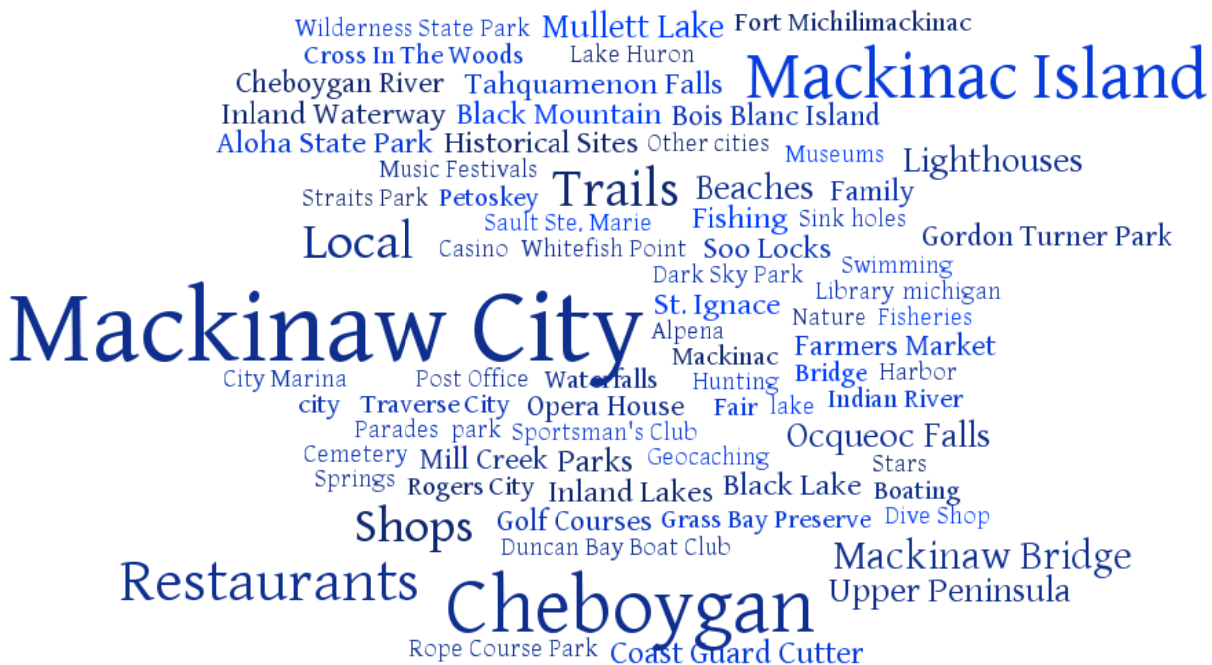 Wilderness State Park Mullett Lake Fort Michilimackinac
Cross In The Woods Lake Huron
Mackinac Island
Cheboygan River Tahquamenon Falls
Inland Waterway Black Mountain Bois Blanc Island
Aloha State Park Historical Sites Other cities Museums Lighthouses
Music Festivals Trails Beaches Family
Straits Park Petoskey
Sault Ste, Marie Fishing Sink holes
Local Casino Whitefish Point Soo Locks Gordon Turner Park
Dark Sky Park Swimming
Mackinaw City St. Ignace Library michigan
Alpena Nature Fisheries
Mackinac Farmers Market
City Marina Post Office Waterfalls Hunting Bridge Harbor
city Traverse City Opera House Fair lake Indian River
Parades park Sportsman's Club Ocqueoc Falls
Cemetery Mill Creek Parks Geocaching Stars
Springs Rogers City Inland Lakes Black Lake Boating
Shops Golf Courses Grass Bay Preserve Dive Shop
Duncan Bay Boat Club Mackinaw Bridge
Restaurants Cheboygan Upper Peninsula
Rope Course Park Coast Guard Cutter